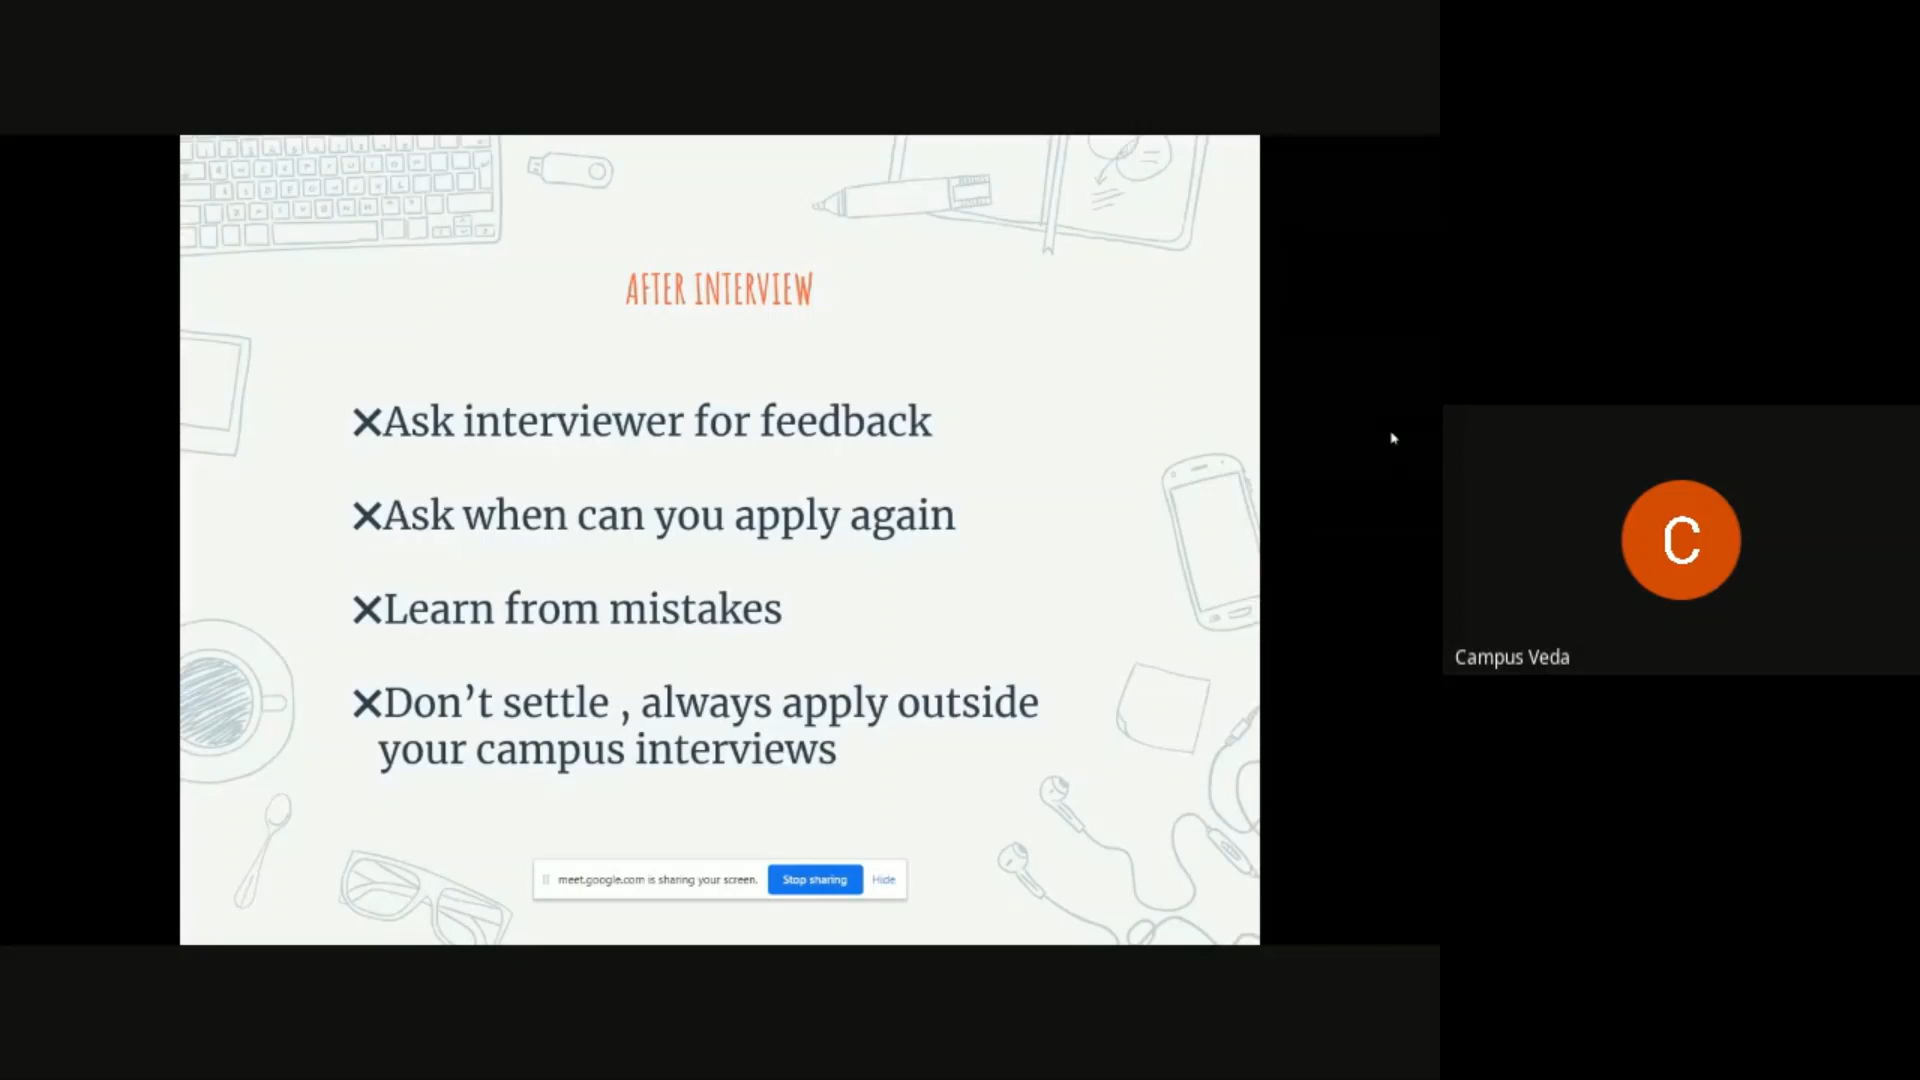 AFTER INTERVIEW
✕Ask interviewer for feedback
✕Ask when can you apply again
✕Learn from mistakes
✕Don’t settle , always apply outside
your campus interviews
meet.google.com is sharing your screen. Stop sharing Hide
C
Campus Veda